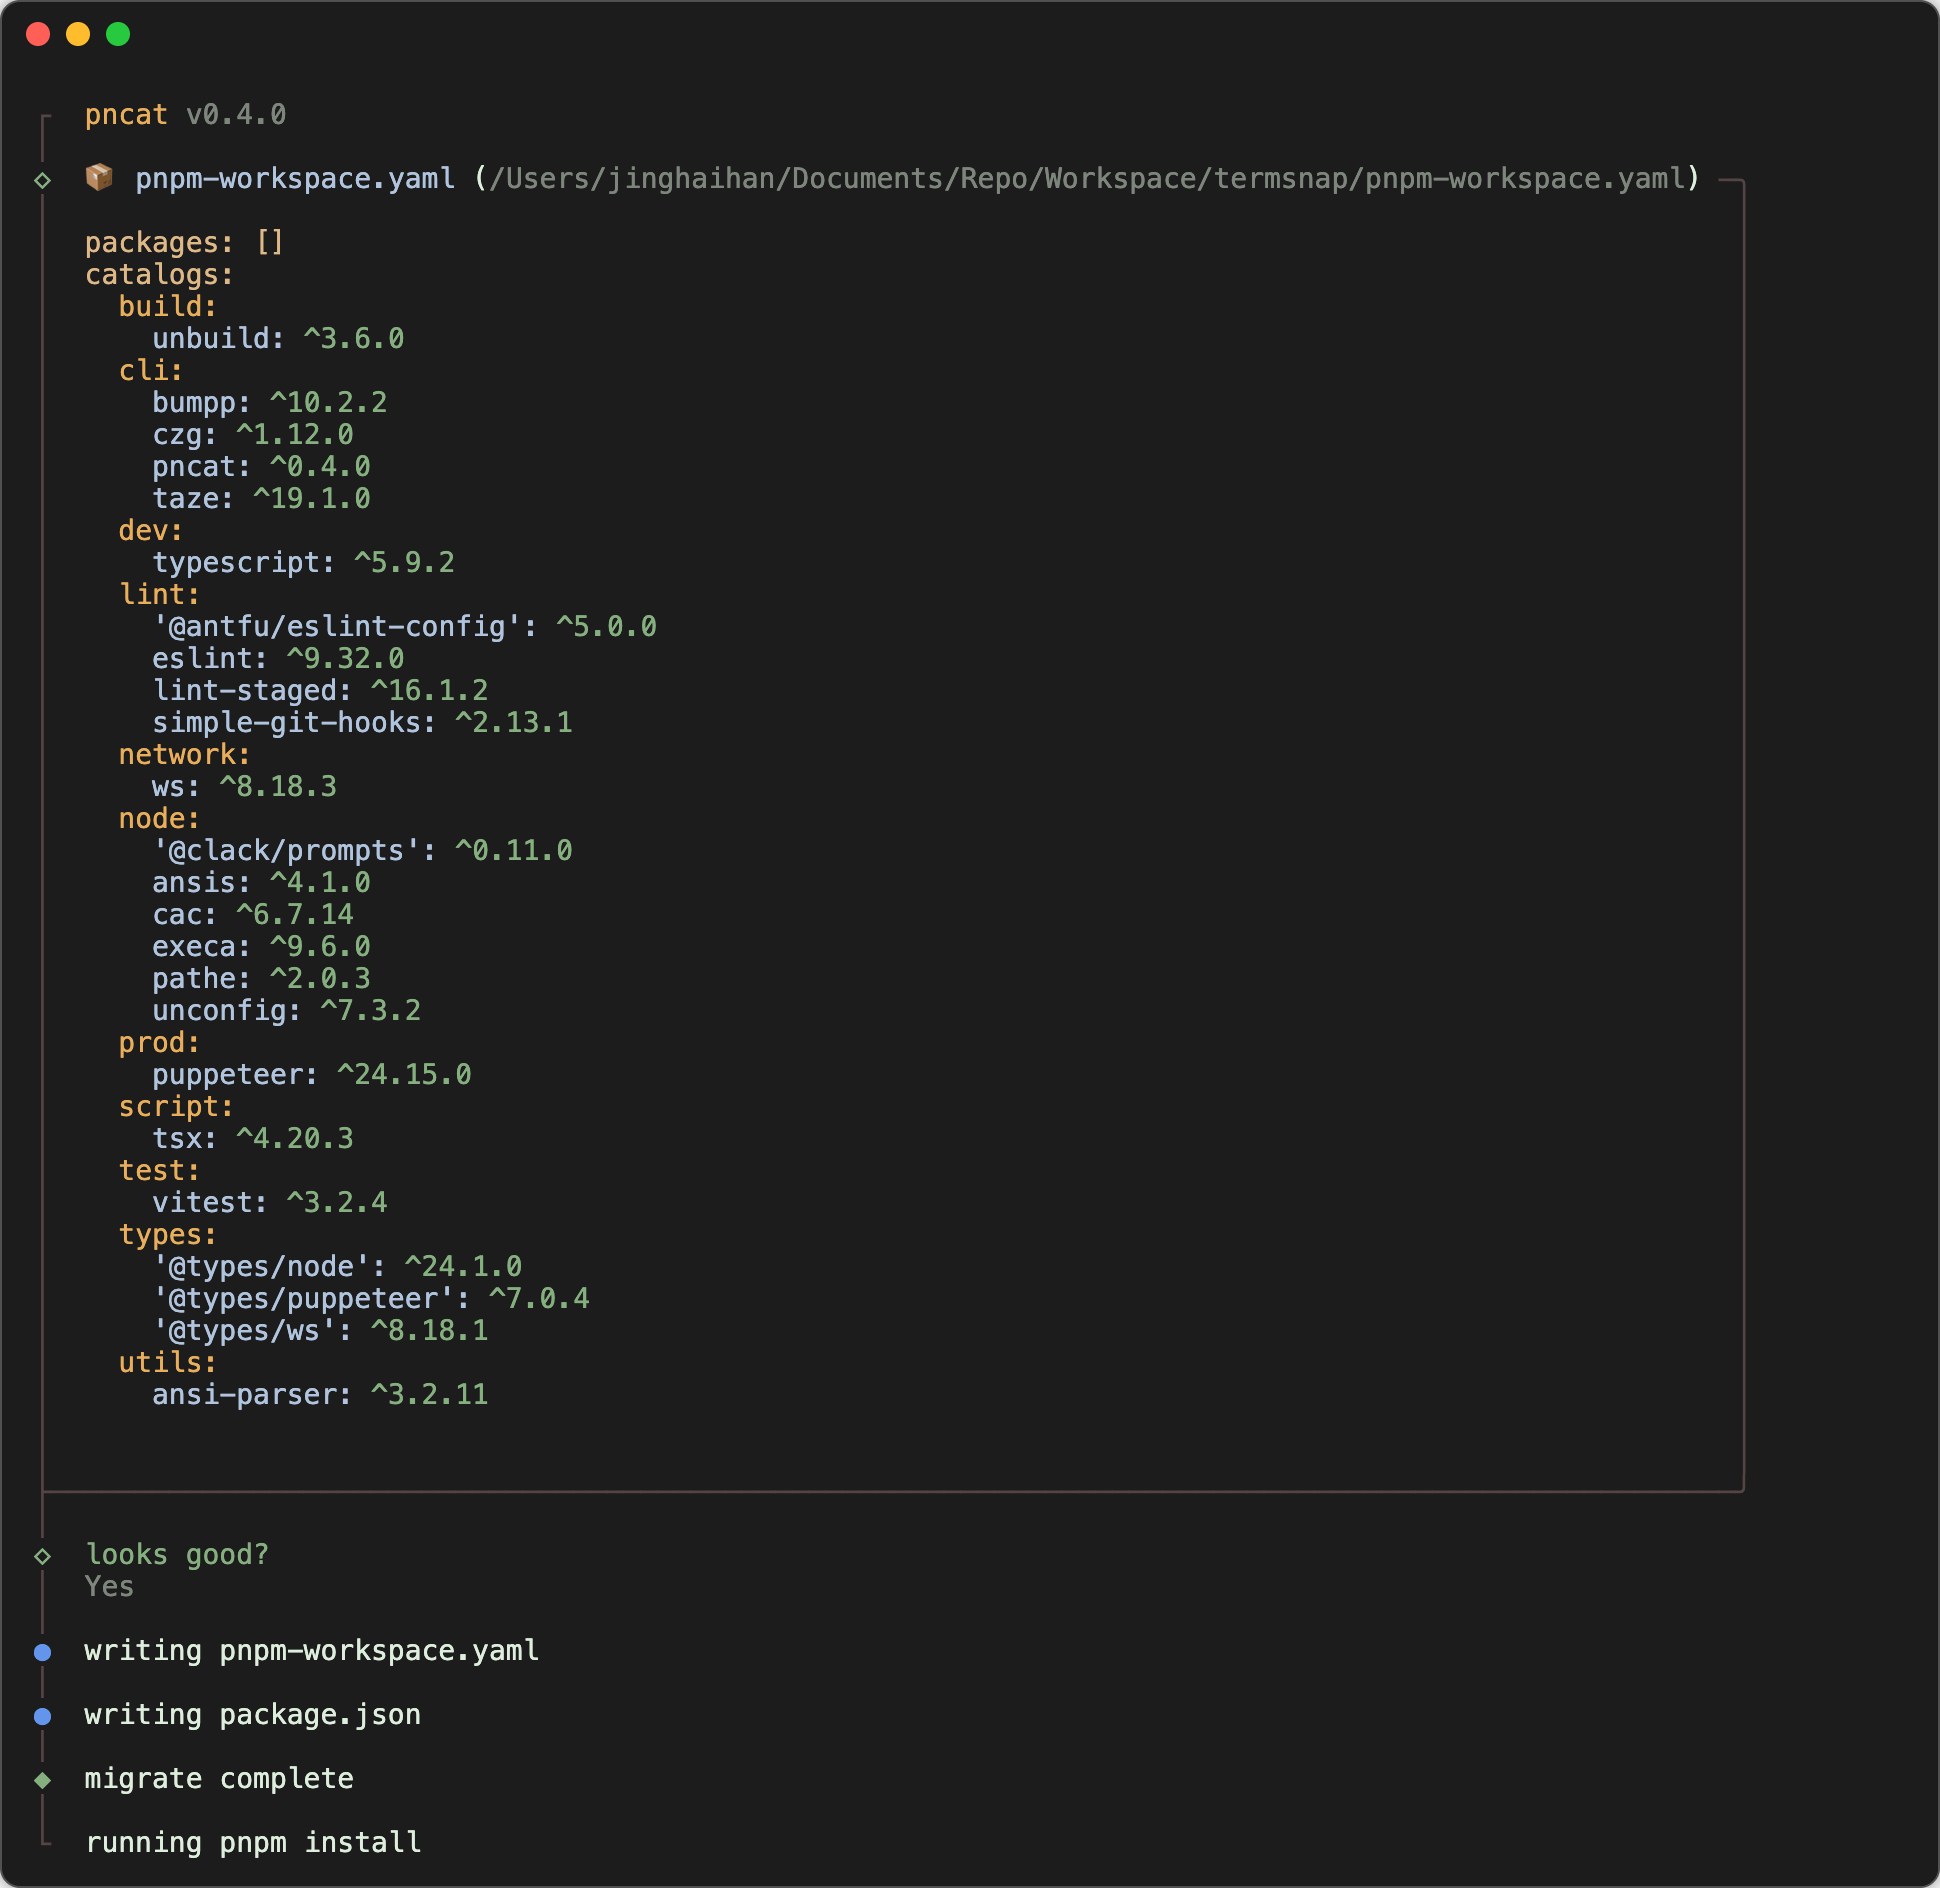 pncat v0.4.0
pnpm-workspace.yaml (/Users/jinghaihan/Documents/Repo/Workspace/termsnap/pnpm-workspace.yaml)
packages: []
catalogs:
  build:
    unbuild: ^3.6.0
  cli:
    bumpp: ^10.2.2
    czg: ^1.12.0
    pncat: ^0.4.0
    taze: ^19.1.0
  dev:
    typescript: ^5.9.2
  lint:
    '@antfu/eslint-config': ^5.0.0
    eslint: ^9.32.0
    lint-staged: ^16.1.2
    simple-git-hooks: ^2.13.1
  network:
    ws: ^8.18.3
  node:
    '@clack/prompts': ^0.11.0
    ansis: ^4.1.0
    cac: ^6.7.14
    execa: ^9.6.0
    pathe: ^2.0.3
    unconfig: ^7.3.2
  prod:
    puppeteer: ^24.15.0
  script:
    tsx: ^4.20.3
  test:
    vitest: ^3.2.4
  types:
    '@types/node': ^24.1.0
    '@types/puppeteer': ^7.0.4
    '@types/ws': ^8.18.1
  utils:
    ansi-parser: ^3.2.11
looks good?
Yes
writing pnpm-workspace.yaml
writing package.json
migrate complete
running pnpm install